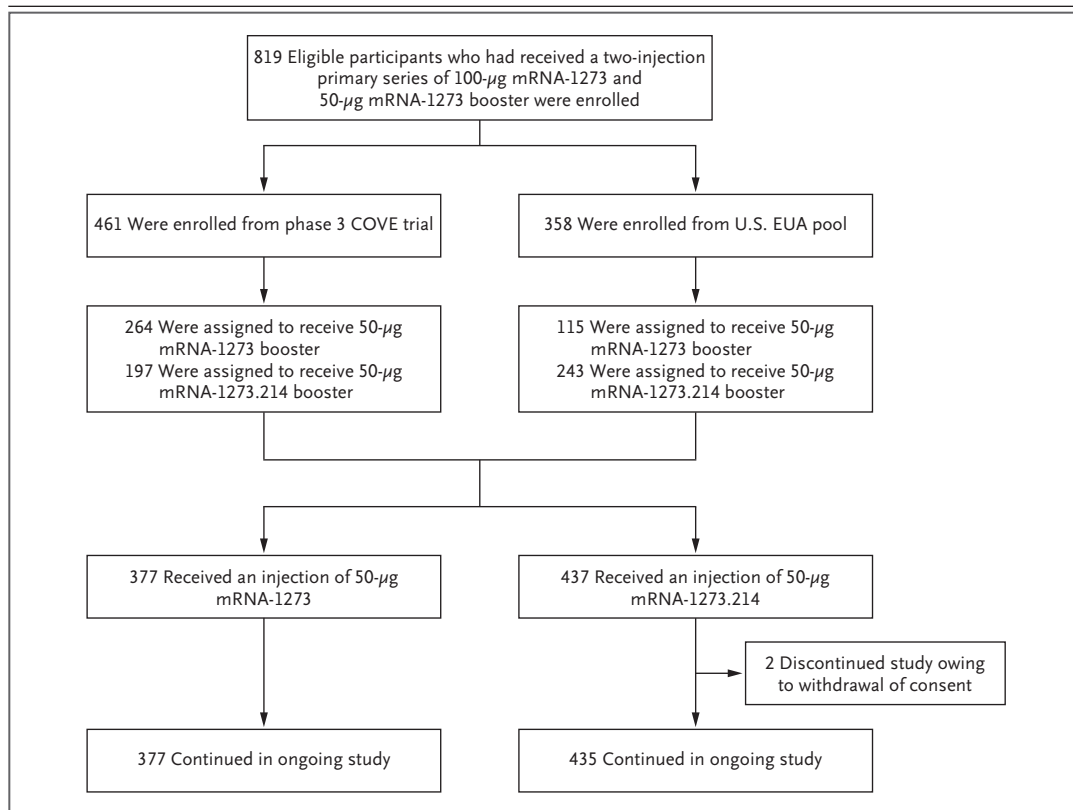 819 Eligible participants who had received a two-injection
primary series of 100-µg mRNA-1273 and
50-µg mRNA-1273 booster were enrolled
461 Were enrolled from phase 3 COVE trial
358 Were enrolled from U.S. EUA pool
264 Were assigned to receive 50-µg
mRNA-1273 booster
197 Were assigned to receive 50-µg
mRNA-1273.214 booster
115 Were assigned to receive 50-µg
mRNA-1273 booster
243 Were assigned to receive 50-µg
mRNA-1273.214 booster
377 Received an injection of 50-µg
mRNA-1273
437 Received an injection of 50-µg
mRNA-1273.214
2 Discontinued study owing
to withdrawal of consent
377 Continued in ongoing study
435 Continued in ongoing study